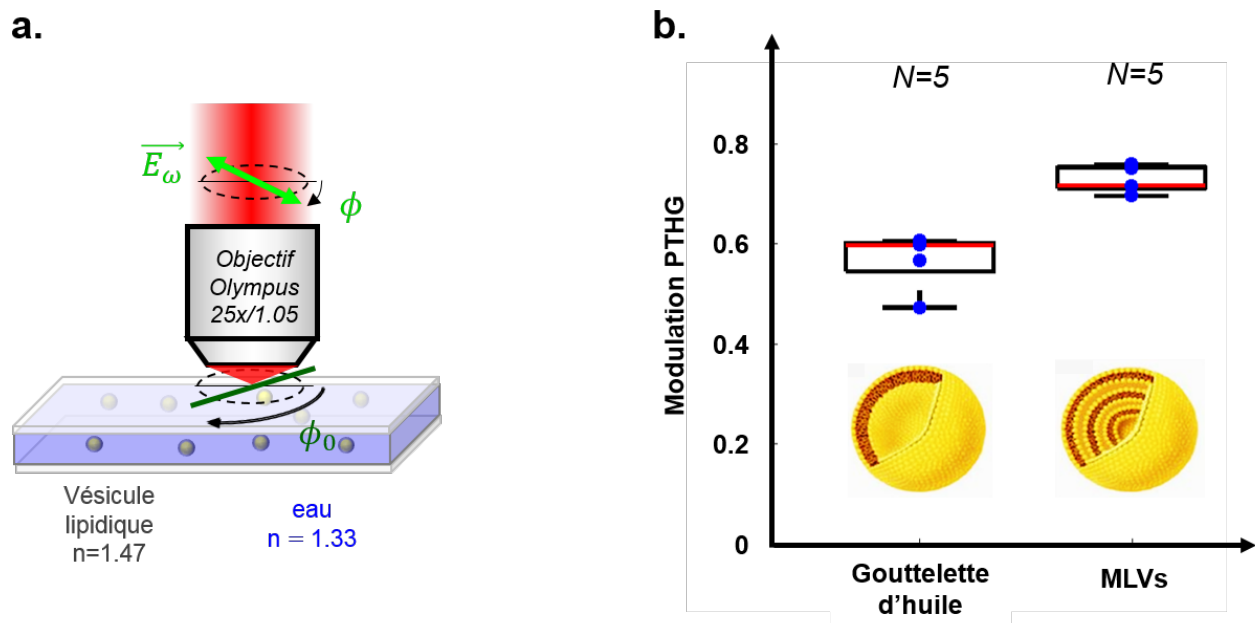 a.
E_ω
ϕ
Objectif
Olympus
25x/1.05
ϕ₀
Vésicule
lipidique
n=1.47
eau
n = 1.33
b.
N=5
N=5
Modulation PTHG
0.8
0.6
0.4
0.2
0
Gouttelette
d'huile
MLVs